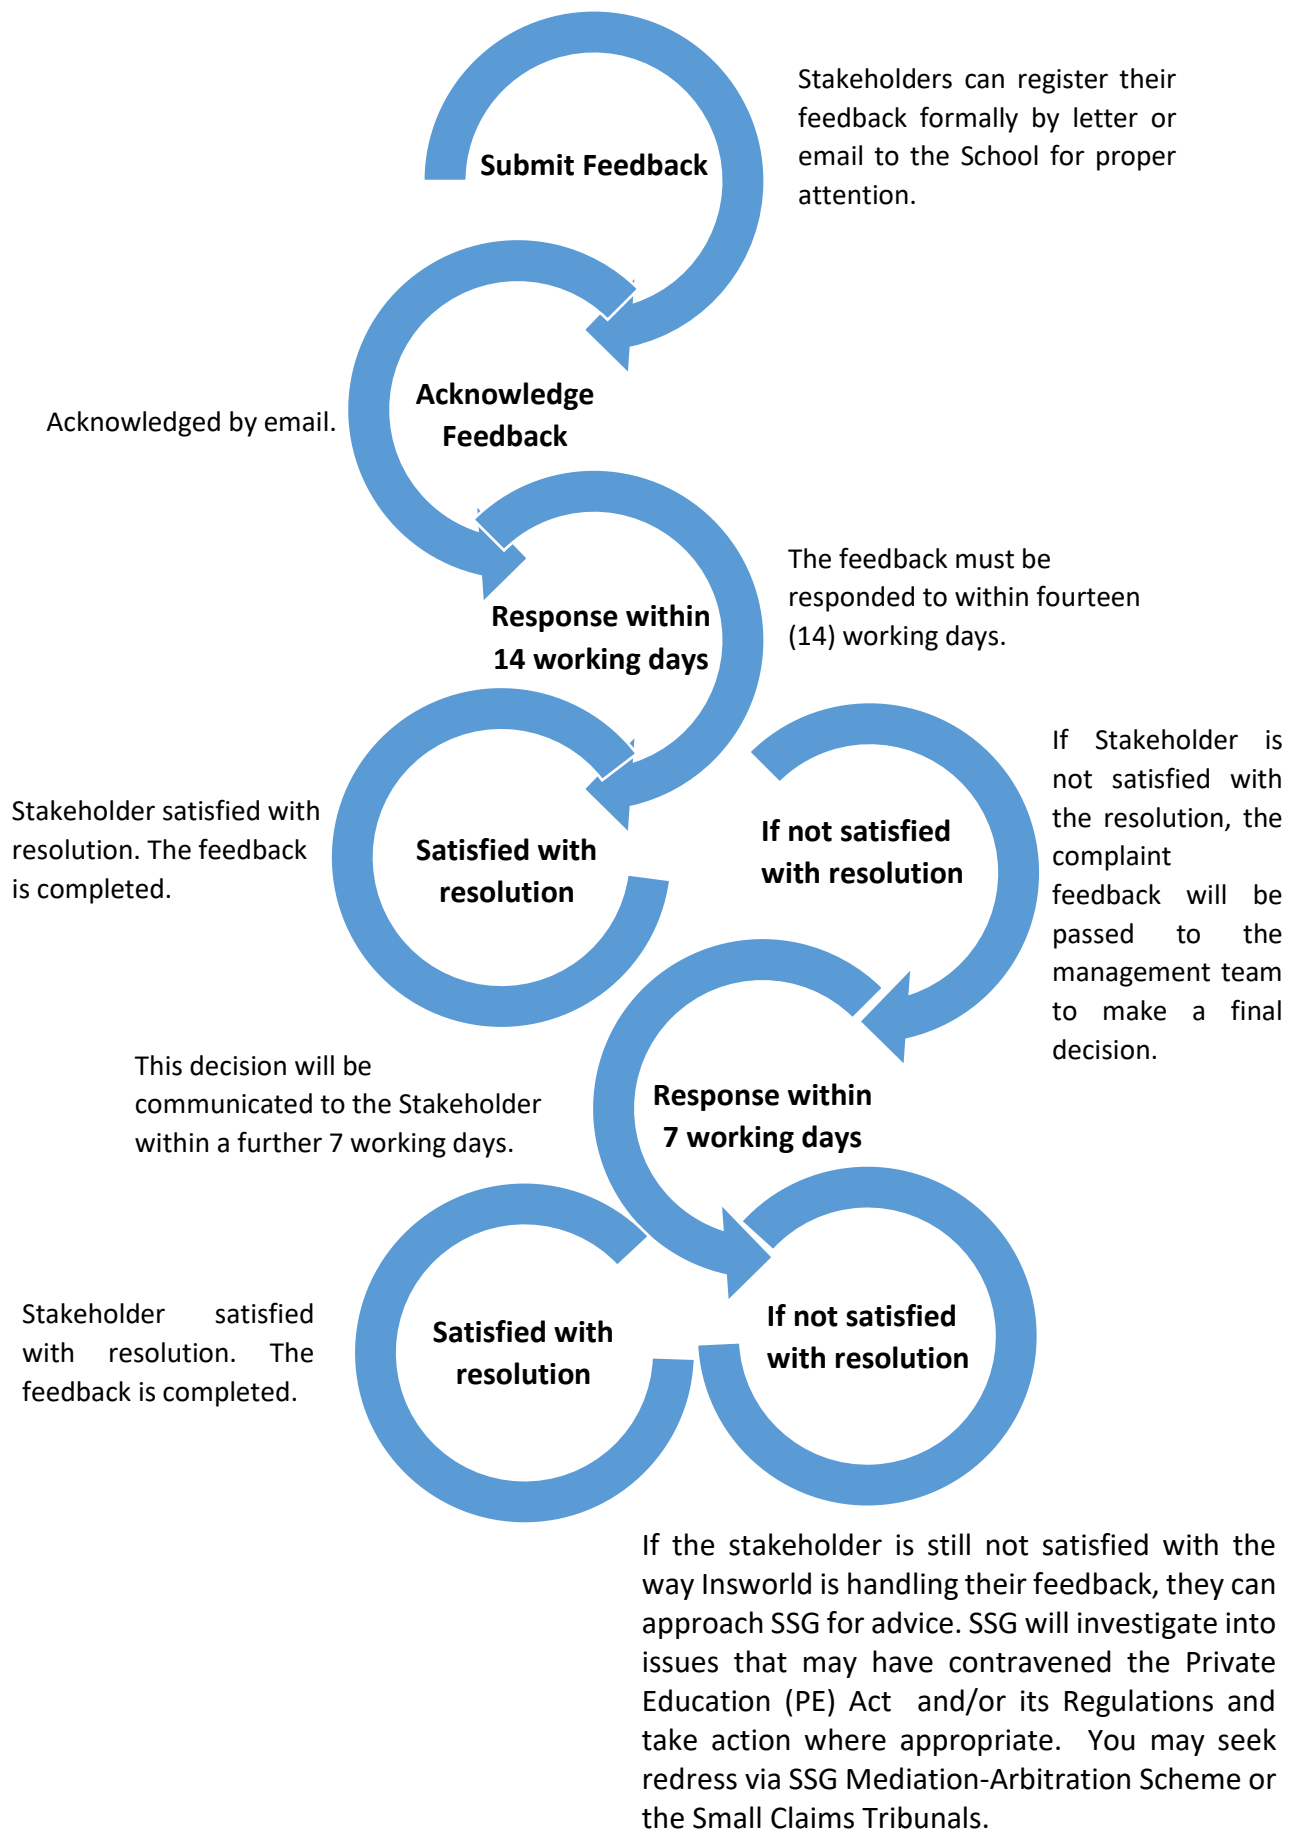 Stakeholders can register their
feedback formally by letter or
email to the School for proper
attention.
Submit Feedback
Acknowledge
Feedback
Acknowledged by email.
The feedback must be
responded to within fourteen
(14) working days.
Response within
14 working days
If Stakeholder is
not satisfied with
the resolution, the
complaint
feedback will be
passed to the
management team
to make a final
decision.
Stakeholder satisfied with
resolution. The feedback
is completed.
Satisfied with
resolution
If not satisfied
with resolution
This decision will be
communicated to the Stakeholder
within a further 7 working days.
Response within
7 working days
Stakeholder satisfied
with resolution. The
feedback is completed.
Satisfied with
resolution
If not satisfied
with resolution
If the stakeholder is still not satisfied with the
way Insworld is handling their feedback, they can
approach SSG for advice. SSG will investigate into
issues that may have contravened the Private
Education (PE) Act and/or its Regulations and
take action where appropriate. You may seek
redress via SSG Mediation-Arbitration Scheme or
the Small Claims Tribunals.